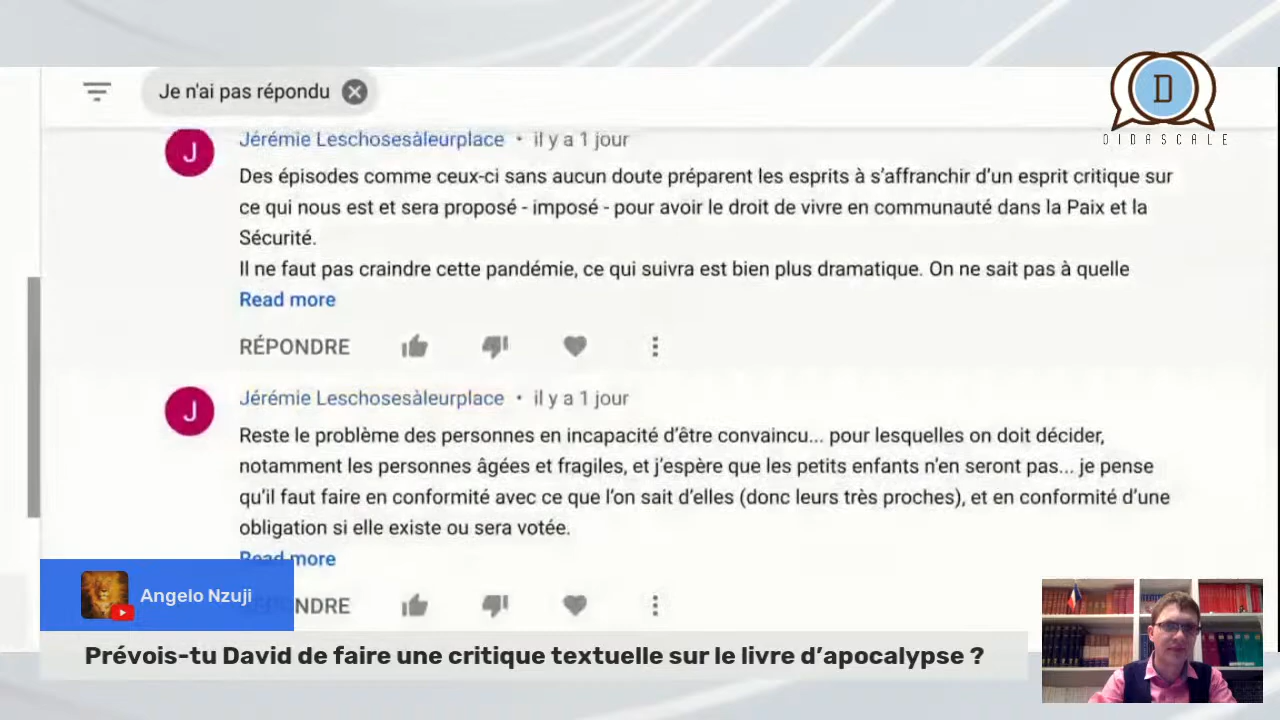 Je n'ai pas répondu
D
DIDASCALE
J
Jérémie Leschosesàleurplace • il y a 1 jour
Des épisodes comme ceux-ci sans aucun doute préparent les esprits à s'affranchir d'un esprit critique sur
ce qui nous est et sera proposé - imposé - pour avoir le droit de vivre en communauté dans la Paix et la
Sécurité.
Il ne faut pas craindre cette pandémie, ce qui suivra est bien plus dramatique. On ne sait pas à quelle
Read more
RÉPONDRE
J
Jérémie Leschosesàleurplace • il y a 1 jour
Reste le problème des personnes en incapacité d'être convaincu... pour lesquelles on doit décider,
notamment les personnes âgées et fragiles, et j'espère que les petits enfants n'en seront pas... je pense
qu'il faut faire en conformité avec ce que l'on sait d'elles (donc leurs très proches), et en conformité d'une
obligation si elle existe ou sera votée.
Read more
RÉPONDRE
Angelo Nzuji
Prévois-tu David de faire une critique textuelle sur le livre d'apocalypse ?